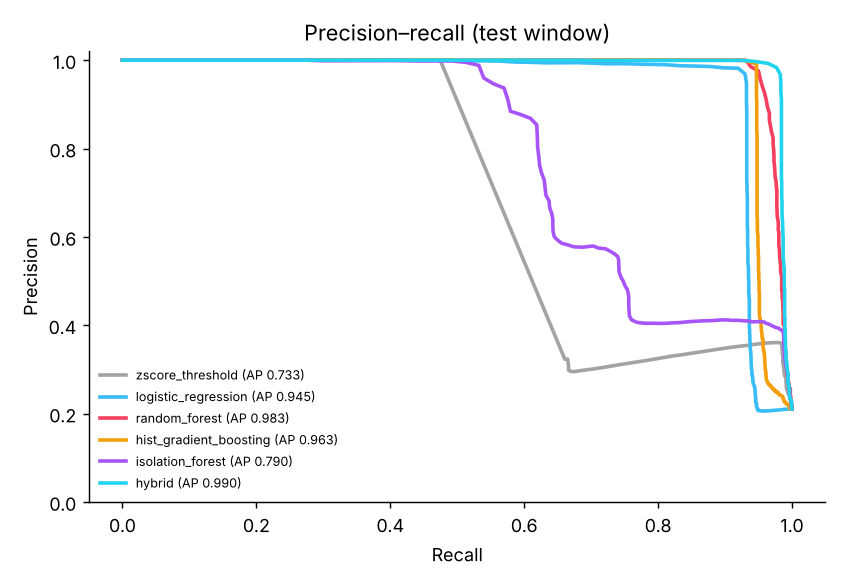 Precision–recall (test window)
1.0
0.8
0.6
0.4
0.2
0.0
Precision
zscore_threshold (AP 0.733)
logistic_regression (AP 0.945)
random_forest (AP 0.983)
hist_gradient_boosting (AP 0.963)
isolation_forest (AP 0.790)
hybrid (AP 0.990)
0.0 0.2 0.4 0.6 0.8 1.0
Recall